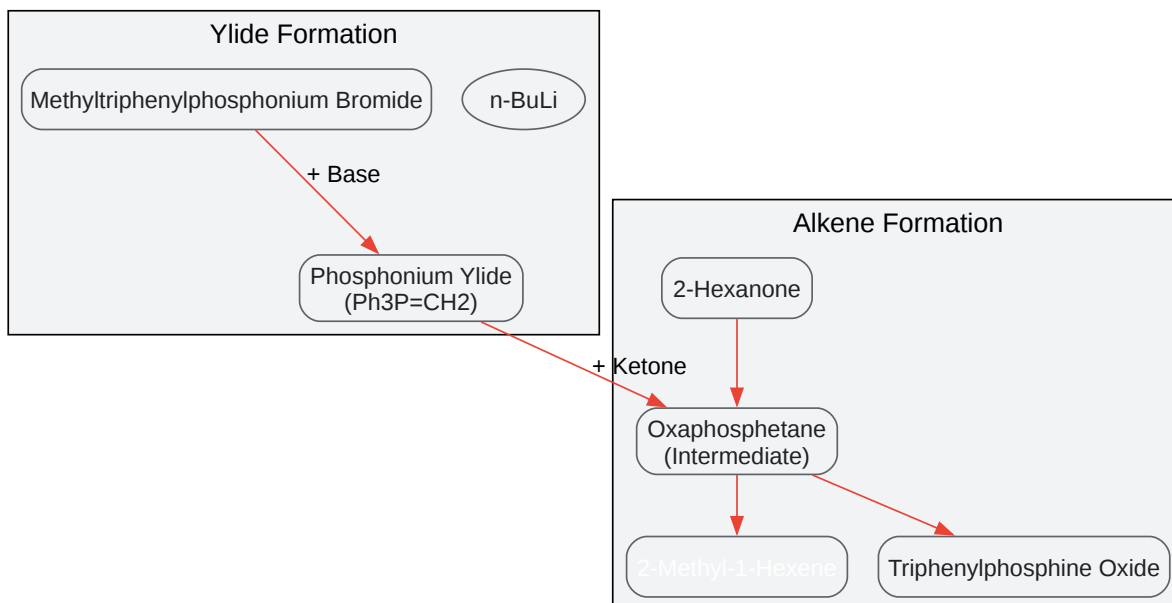 Ylide Formation
Methyltriphenylphosphonium Bromide
n-BuLi
+ Base
Phosphonium Ylide
(Ph3P=CH2)
+ Ketone
Alkene Formation
2-Hexanone
Oxaphosphetane
(Intermediate)
2-Methyl-1-Hexene
Triphenylphosphine Oxide